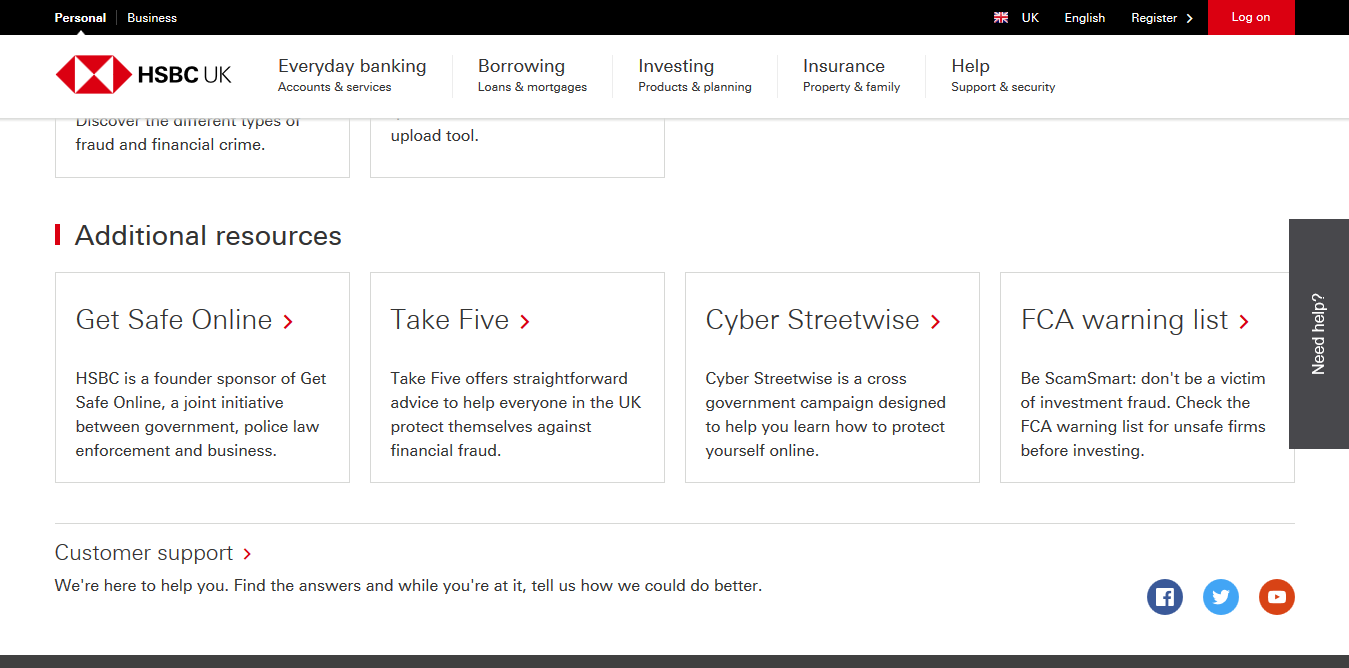 Personal
Business
UK
English
Register
Log on
HSBC UK
Everyday banking
Accounts & services
Borrowing
Loans & mortgages
Investing
Products & planning
Insurance
Property & family
Help
Support & security
Discover the different types of
fraud and financial crime.
upload tool.
Additional resources
Get Safe Online
HSBC is a founder sponsor of Get
Safe Online, a joint initiative
between government, police law
enforcement and business.
Take Five
Take Five offers straightforward
advice to help everyone in the UK
protect themselves against
financial fraud.
Cyber Streetwise
Cyber Streetwise is a cross
government campaign designed
to help you learn how to protect
yourself online.
FCA warning list
Be ScamSmart: don't be a victim
of investment fraud. Check the
FCA warning list for unsafe firms
before investing.
Need help?
Customer support
We're here to help you. Find the answers and while you're at it, tell us how we could do better.